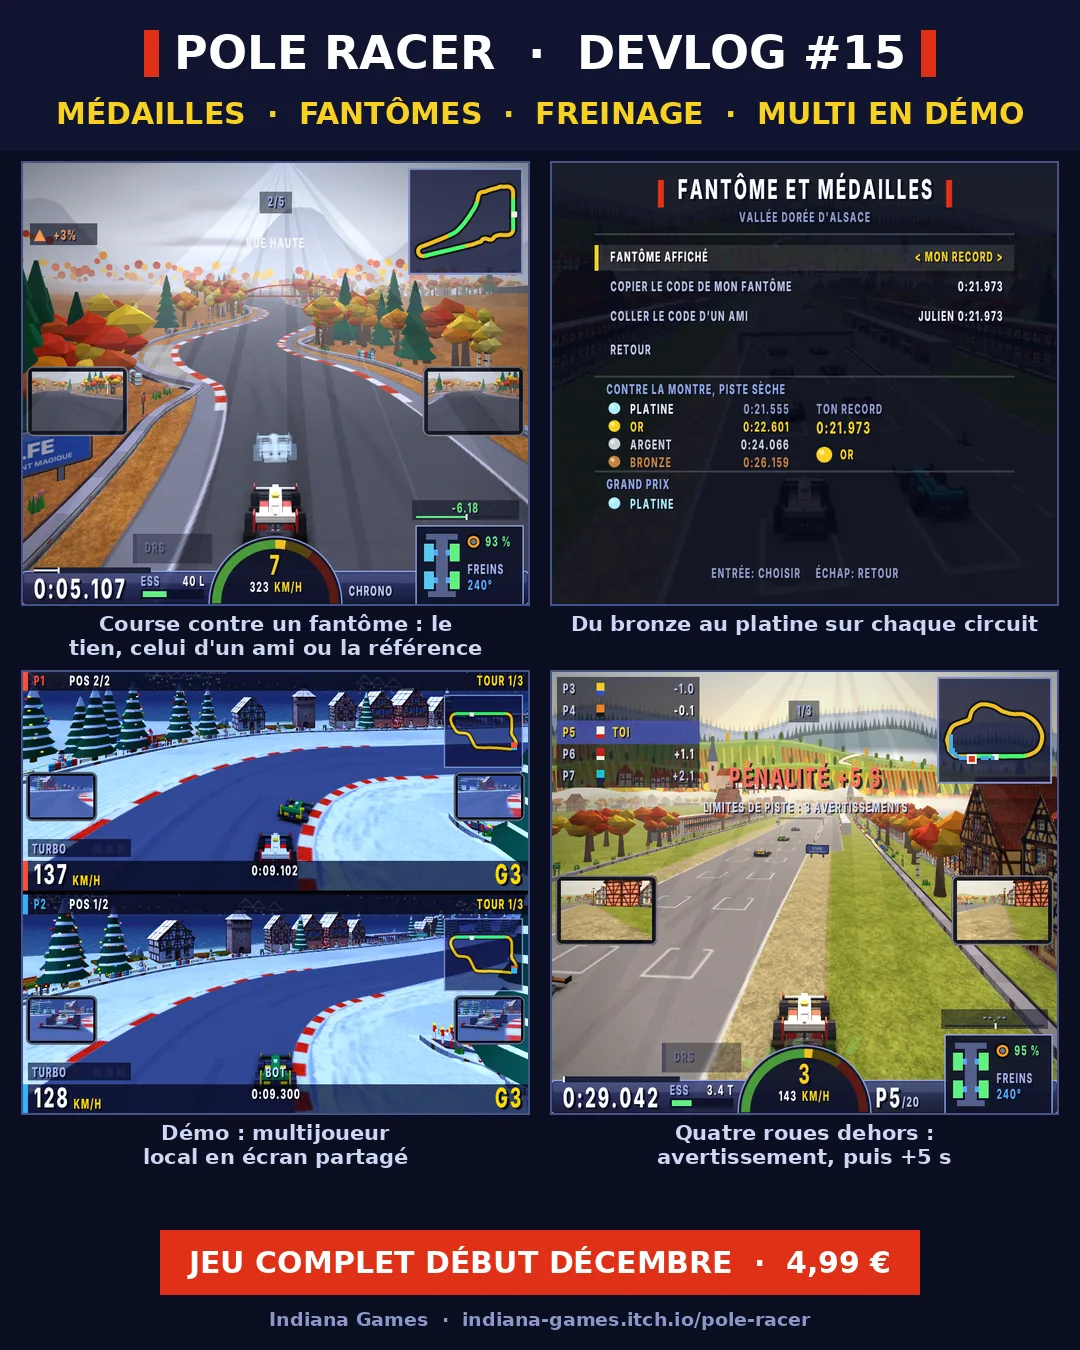 POLE RACER · DEVLOG #15
MÉDAILLES · FANTÔMES · FREINAGE · MULTI EN DÉMO
2/5
+3%
VUE HAUTE
.FE
NT MAGIQUE
-6.18
DRS
93 %
FREINS
240°
7
323 KM/H
0:05.107
ESS 40 L
CHRONO
Course contre un fantôme : le
tien, celui d'un ami ou la référence
FANTÔME ET MÉDAILLES
VALLÉE DORÉE D'ALSACE
FANTÔME AFFICHÉ < MON RECORD >
COPIER LE CODE DE MON FANTÔME 0:21.973
COLLER LE CODE D'UN AMI JULIEN 0:21.973
RETOUR
CONTRE LA MONTRE, PISTE SÈCHE
PLATINE 0:21.555 TON RECORD
OR 0:22.601 0:21.973
ARGENT 0:24.066
OR
BRONZE 0:26.159
GRAND PRIX
PLATINE
ENTRÉE: CHOISIR ÉCHAP: RETOUR
Du bronze au platine sur chaque circuit
P1 POS 2/2 TOUR 1/3
TURBO
137 KM/H
0:09.102
G3
P2 POS 1/2 TOUR 1/3
TURBO
BOT
128 KM/H
0:09.300
G3
Démo : multijoueur
local en écran partagé
P3 -1.0
P4 -0.1
P5 TOI
P6 +1.1
P7 +2.1
1/3
PÉNALITÉ +5 S
LIMITES DE PISTE : 3 AVERTISSEMENTS
--.--
DRS
95 %
FREINS
240°
3
143 KM/H
0:29.042
ESS 3.4 T
P5/20
Quatre roues dehors :
avertissement, puis +5 s
JEU COMPLET DÉBUT DÉCEMBRE · 4,99 €
Indiana Games · indiana-games.itch.io/pole-racer